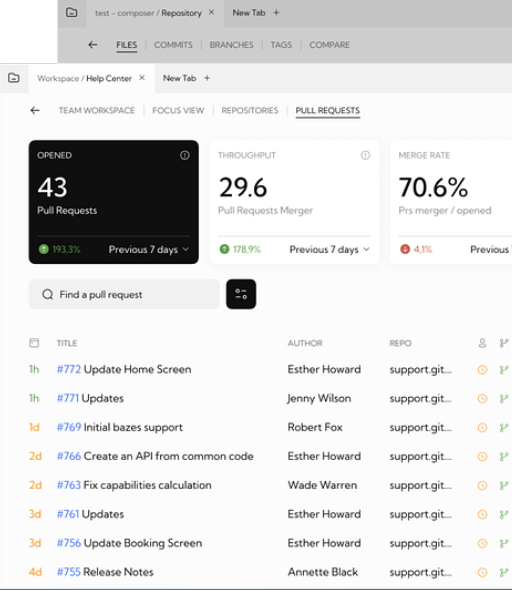 test - composer / Repository × New Tab +
FILES COMMITS BRANCHES TAGS COMPARE
Workspace / Help Center × New Tab +
TEAM WORKSPACE FOCUS VIEW REPOSITORIES PULL REQUESTS
OPENED THROUGHPUT MERGE RATE
43 29.6 70.6%
Pull Requests Pull Requests Merger Prs merger / opened
193,3% Previous 7 days 178,9% Previous 7 days 4,1% Previous
Find a pull request
TITLE AUTHOR REPO
1h #772 Update Home Screen Esther Howard support.git...
1h #771 Updates Jenny Wilson support.git...
1d #769 Initial bazes support Robert Fox support.git...
2d #766 Create an API from common code Esther Howard support.git...
2d #763 Fix capabilities calculation Wade Warren support.git...
3d #761 Updates Esther Howard support.git...
3d #756 Update Booking Screen Esther Howard support.git...
4d #755 Release Notes Annette Black support.git...